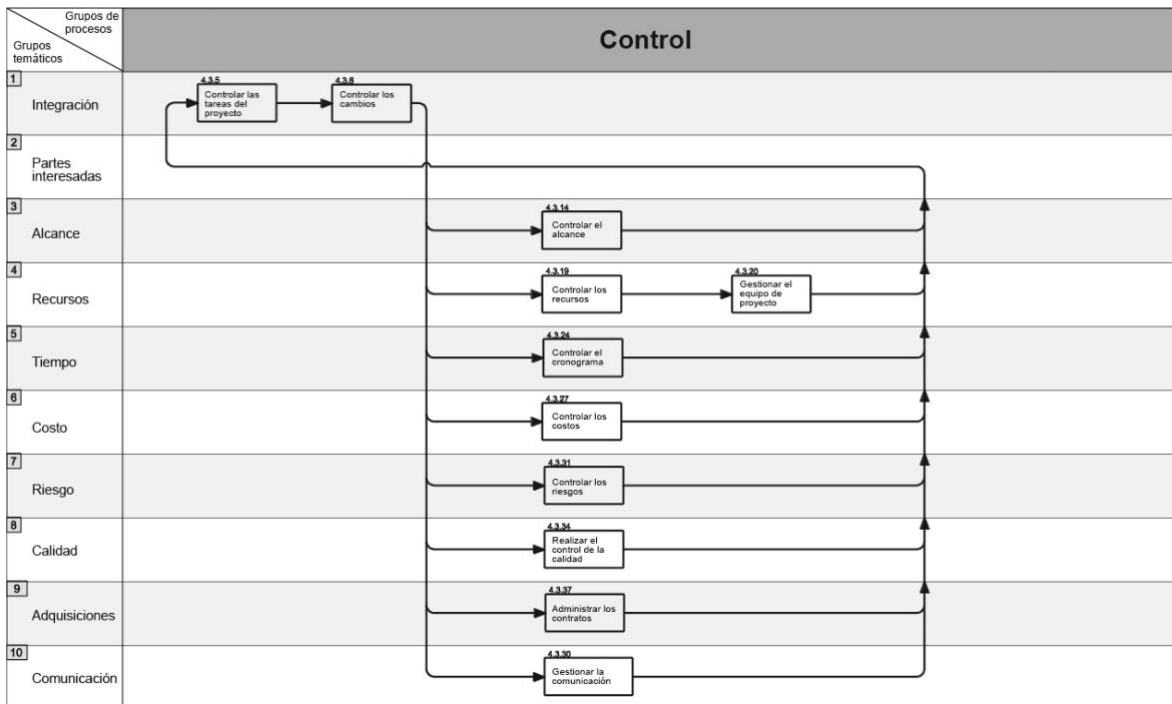 Grupos de
procesos
Grupos
temáticos
Control
1
Integración
4.3.5
Controlar las
tareas del
proyecto
4.3.6
Controlar los
cambios
2
Partes
interesadas
3
Alcance
4.3.14
Controlar el
alcance
4
Recursos
4.3.19
Controlar los
recursos
4.3.20
Gestionar el
equipo de
proyecto
5
Tiempo
4.3.24
Controlar el
cronograma
6
Costo
4.3.27
Controlar los
costos
7
Riesgo
4.3.31
Controlar los
riesgos
8
Calidad
4.3.34
Realizar el
control de la
calidad
9
Adquisiciones
4.3.37
Administrar los
contratos
10
Comunicación
4.3.30
Gestionar la
comunicación